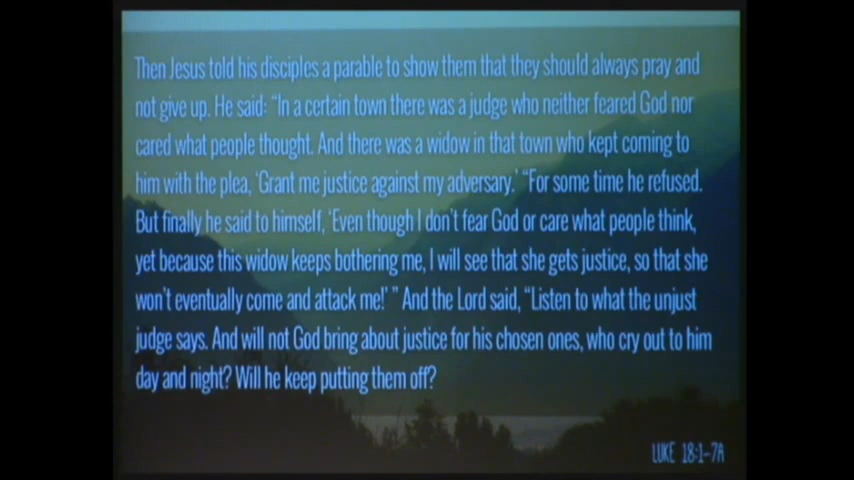 Then Jesus told his disciples a parable to show them that they should always pray and
not give up. He said: “In a certain town there was a judge who neither feared God nor
cared what people thought. And there was a widow in that town who kept coming to
him with the plea, ‘Grant me justice against my adversary.’ “For some time he refused.
But finally he said to himself, ‘Even though I don’t fear God or care what people think,
yet because this widow keeps bothering me, I will see that she gets justice, so that she
won’t eventually come and attack me!’ ” And the Lord said, “Listen to what the unjust
judge says. And will not God bring about justice for his chosen ones, who cry out to him
day and night? Will he keep putting them off?
LUKE 18:1-7A